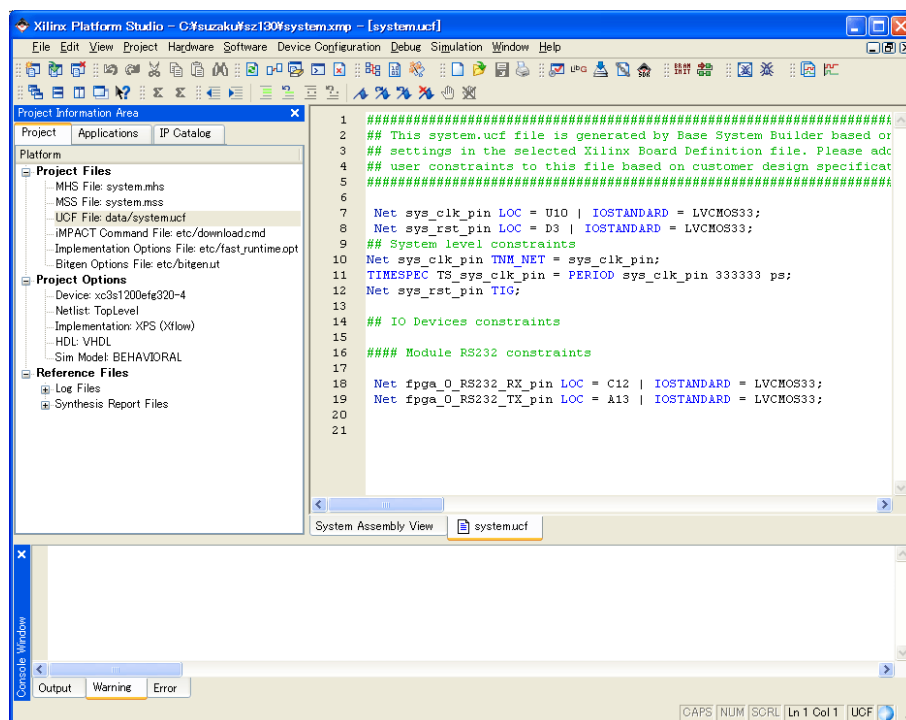 Xilinx Platform Studio - C:¥suzaku¥sz130¥system.xmp - [system.ucf]
File Edit View Project Hardware Software Device Configuration Debug Simulation Window Help
Project Information Area
Project Applications IP Catalog
Platform
Project Files
MHS File: system.mhs
MSS File: system.mss
UCF File: data/system.ucf
iMPACT Command File: etc/download.cmd
Implementation Options File: etc/fast_runtime.opt
Bitgen Options File: etc/bitgen.ut
Project Options
Device: xc3s1200efg320-4
Netlist: TopLevel
Implementation: XPS (Xflow)
HDL: VHDL
Sim Model: BEHAVIORAL
Reference Files
Log Files
Synthesis Report Files
1 ####################################################################
2 ## This system.ucf file is generated by Base System Builder based on
3 ## settings in the selected Xilinx Board Definition file. Please add
4 ## user constraints to this file based on customer design specificat
5 ####################################################################
6
7 Net sys_clk_pin LOC = U10 | IOSTANDARD = LVCMOS33;
8 Net sys_rst_pin LOC = D3 | IOSTANDARD = LVCMOS33;
9 ## System level constraints
10 Net sys_clk_pin TNM_NET = sys_clk_pin;
11 TIMESPEC TS_sys_clk_pin = PERIOD sys_clk_pin 333333 ps;
12 Net sys_rst_pin TIG;
13
14 ## IO Devices constraints
15
16 #### Module RS232 constraints
17
18 Net fpga_0_RS232_RX_pin LOC = C12 | IOSTANDARD = LVCMOS33;
19 Net fpga_0_RS232_TX_pin LOC = A13 | IOSTANDARD = LVCMOS33;
20
21
System Assembly View system.ucf
Console Window
Output Warning Error
CAPS NUM SCRL Ln 1 Col 1 UCF